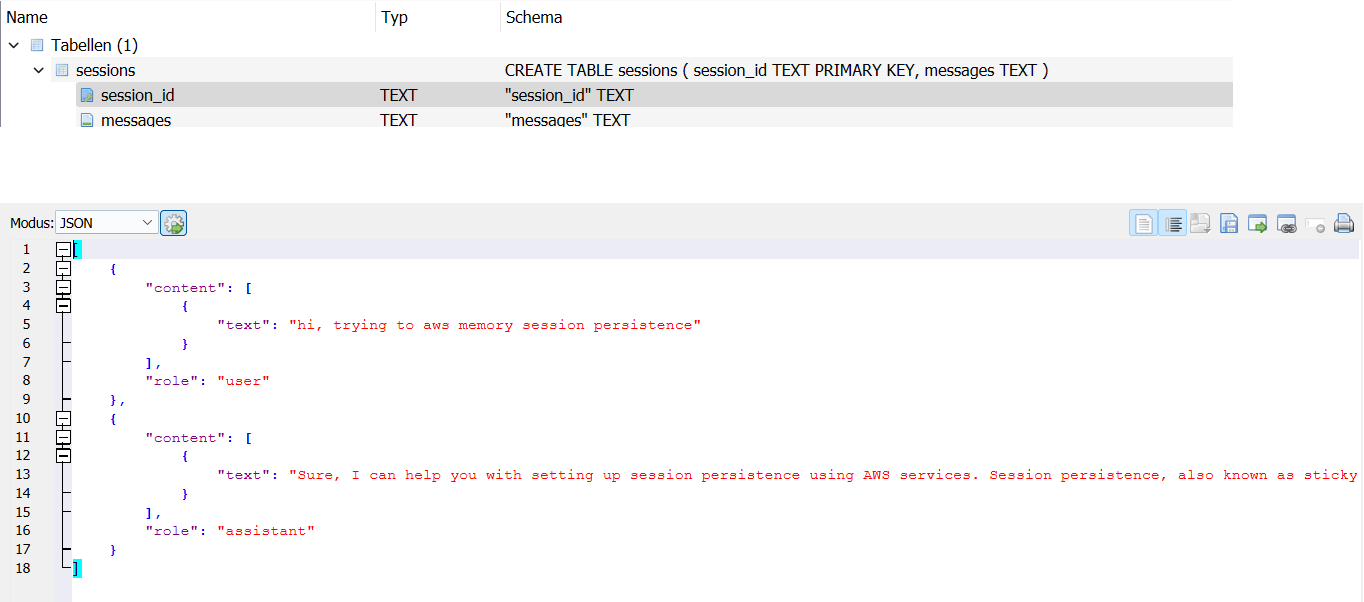 Name Typ Schema
Tabellen (1)
sessions CREATE TABLE sessions ( session_id TEXT PRIMARY KEY, messages TEXT )
session_id TEXT "session_id" TEXT
messages TEXT "messages" TEXT
Modus: JSON
1 [
2 {
3 "content": [
4 {
5 "text": "hi, trying to aws memory session persistence"
6 }
7 ],
8 "role": "user"
9 },
10 {
11 "content": [
12 {
13 "text": "Sure, I can help you with setting up session persistence using AWS services. Session persistence, also known as sticky
14 }
15 ],
16 "role": "assistant"
17 }
18 ]